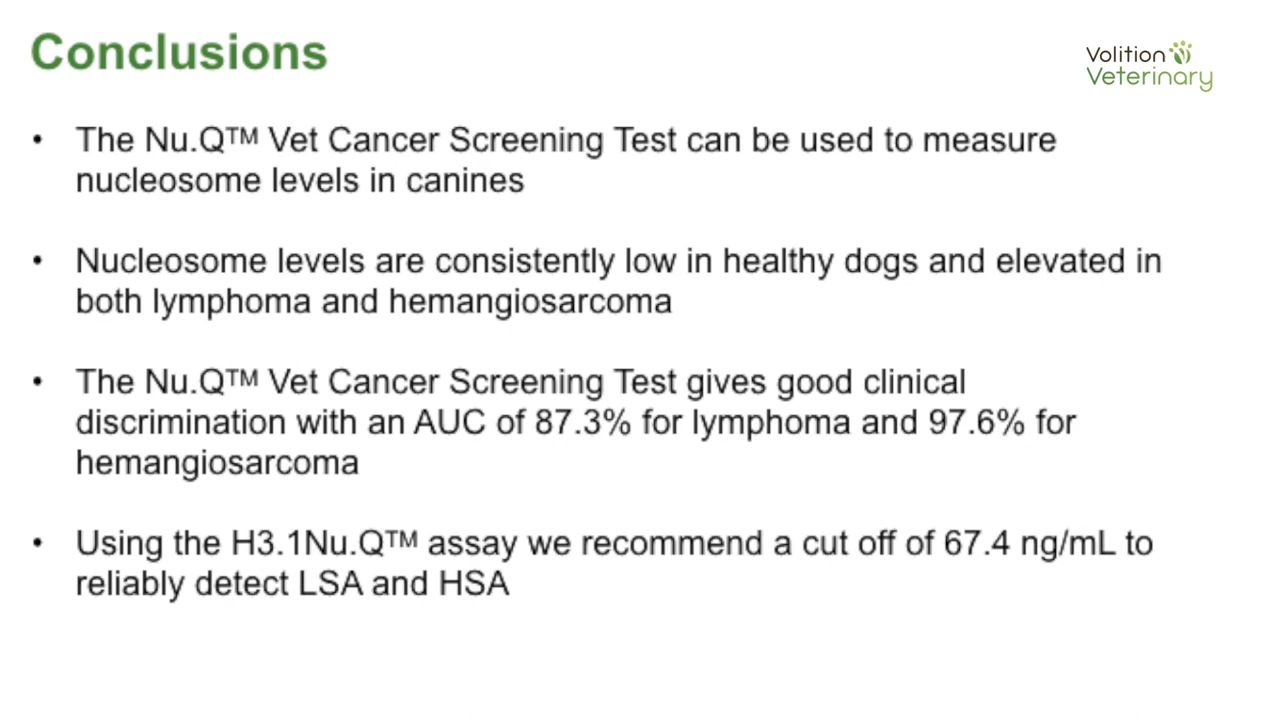 Conclusions
Volition
Veterinary
• The Nu.Q™ Vet Cancer Screening Test can be used to measure
nucleosome levels in canines
• Nucleosome levels are consistently low in healthy dogs and elevated in
both lymphoma and hemangiosarcoma
• The Nu.Q™ Vet Cancer Screening Test gives good clinical
discrimination with an AUC of 87.3% for lymphoma and 97.6% for
hemangiosarcoma
• Using the H3.1Nu.Q™ assay we recommend a cut off of 67.4 ng/mL to
reliably detect LSA and HSA